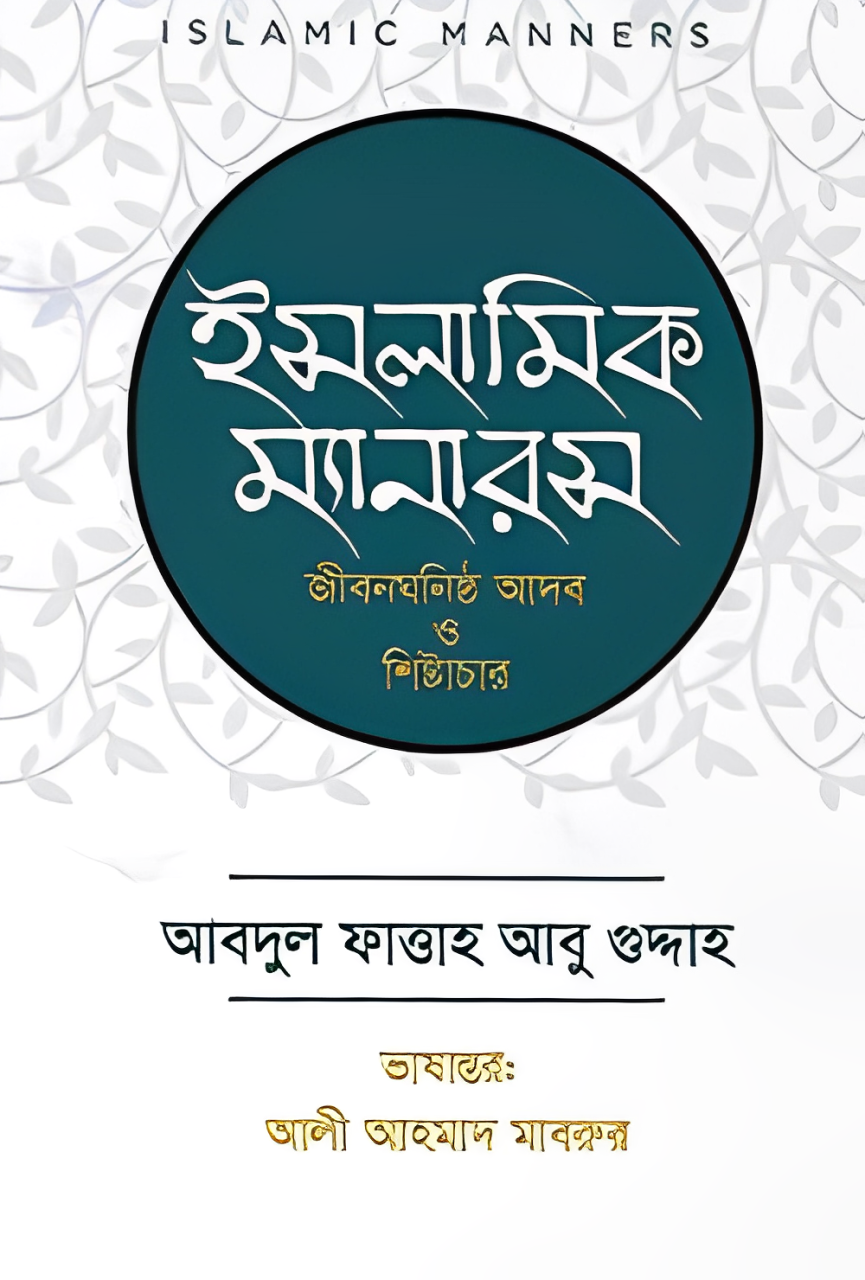 ISLAMIC MANNERS
ইসলামিক
ম্যানারস
জীবনঘনিষ্ঠ আদব
ও
শিষ্টাচার
আবদুল ফাত্তাহ আবু গুদ্দাহ
ভাষান্তর:
আলী আহমাদ মাবরুর